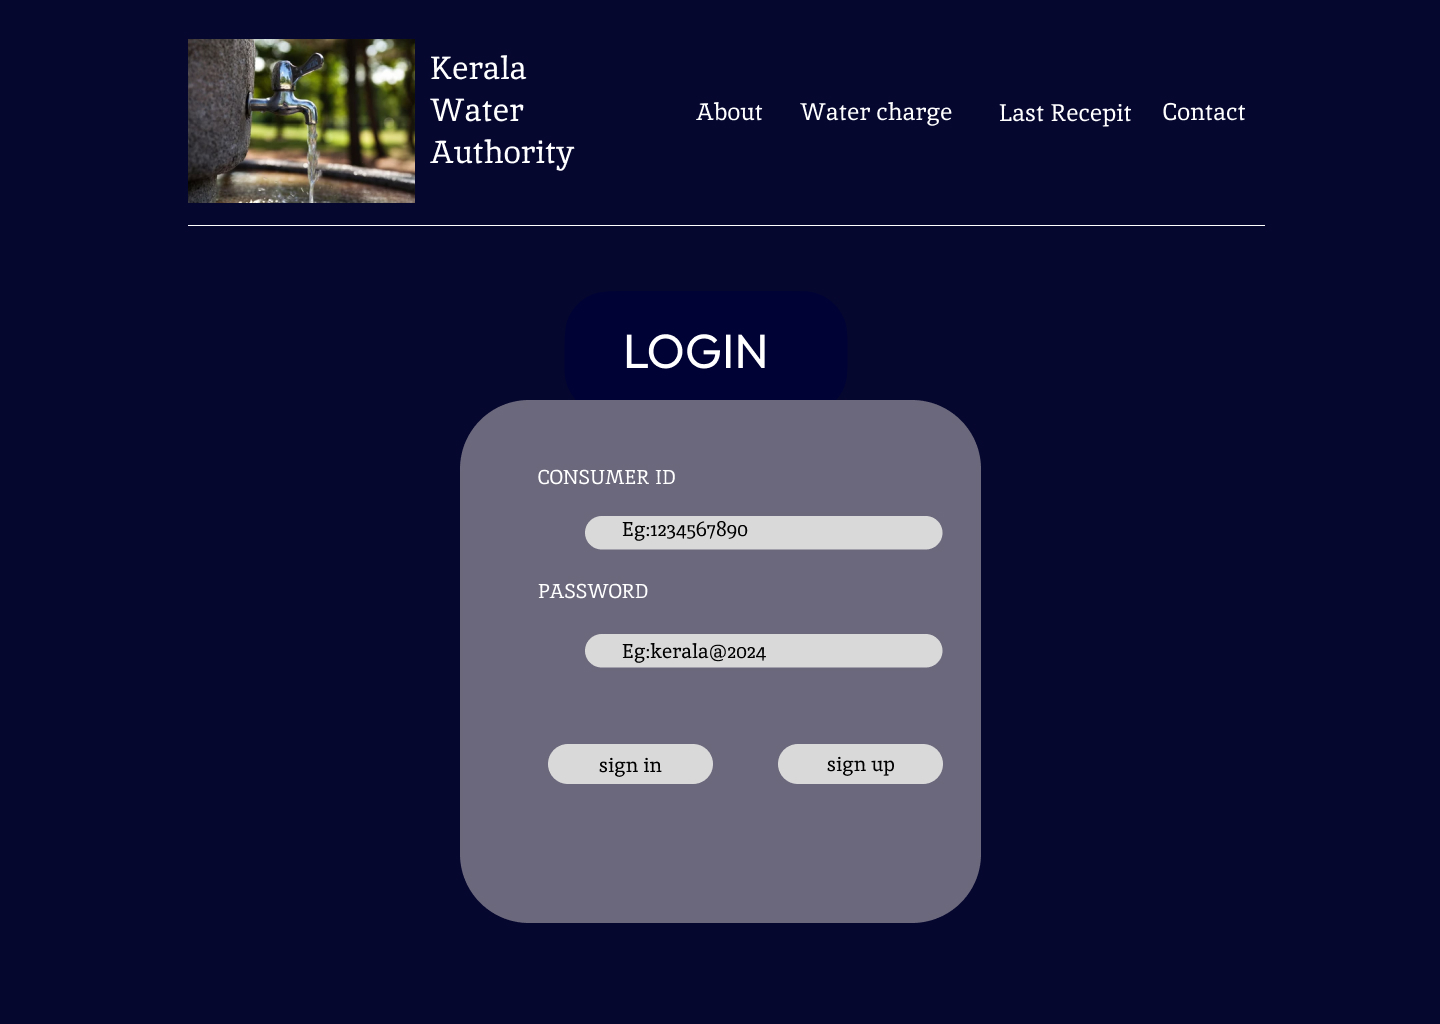 Kerala
Water
Authority
About
Water charge
Last Recepit
Contact
LOGIN
CONSUMER ID
Eg:1234567890
PASSWORD
Eg:kerala@2024
sign in
sign up